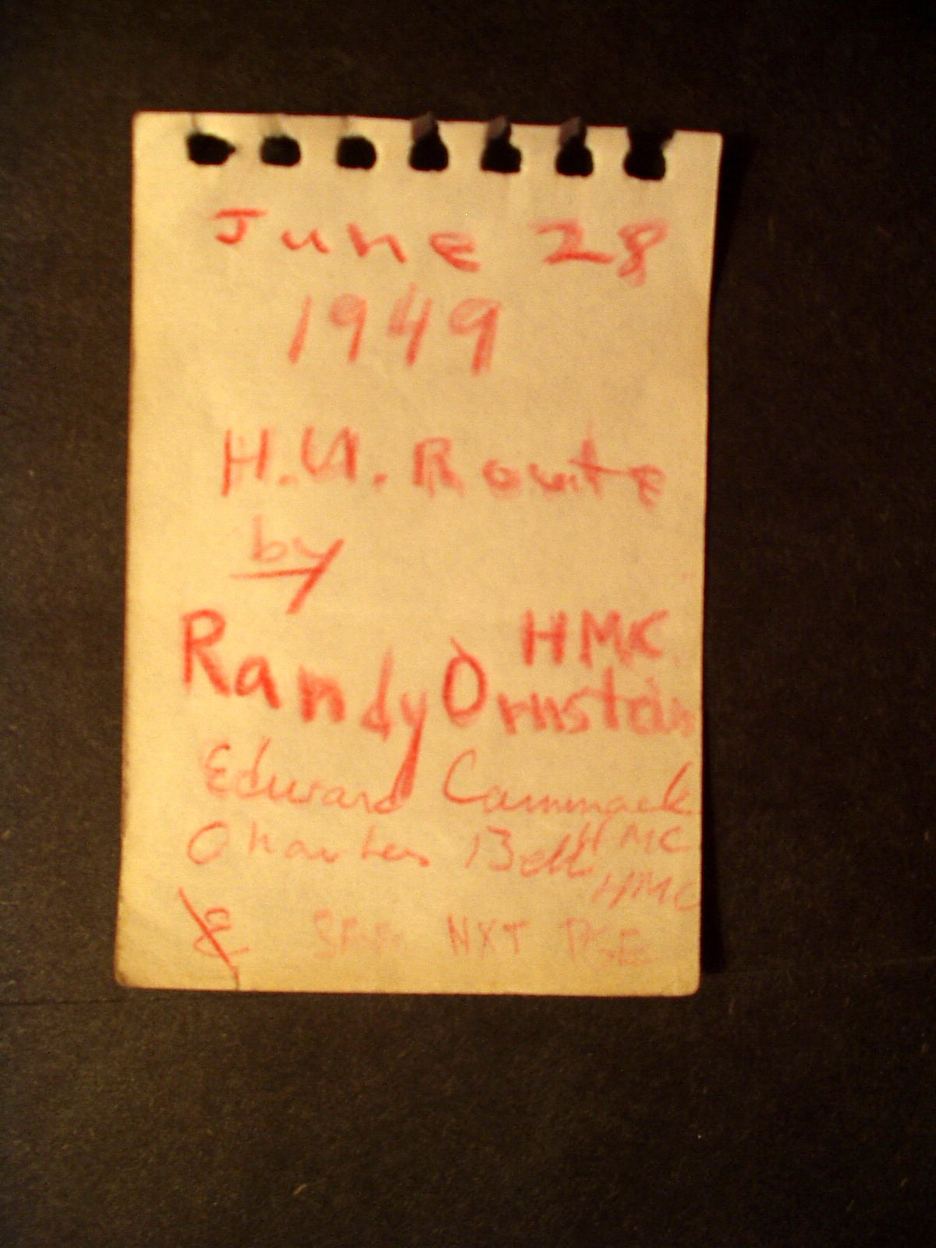 June 28
1949
H.U. Route
by
HMC
Randy Ornstein
Edward Cammack
HMC
Charles Bell
HMC
& SEE NXT PGE